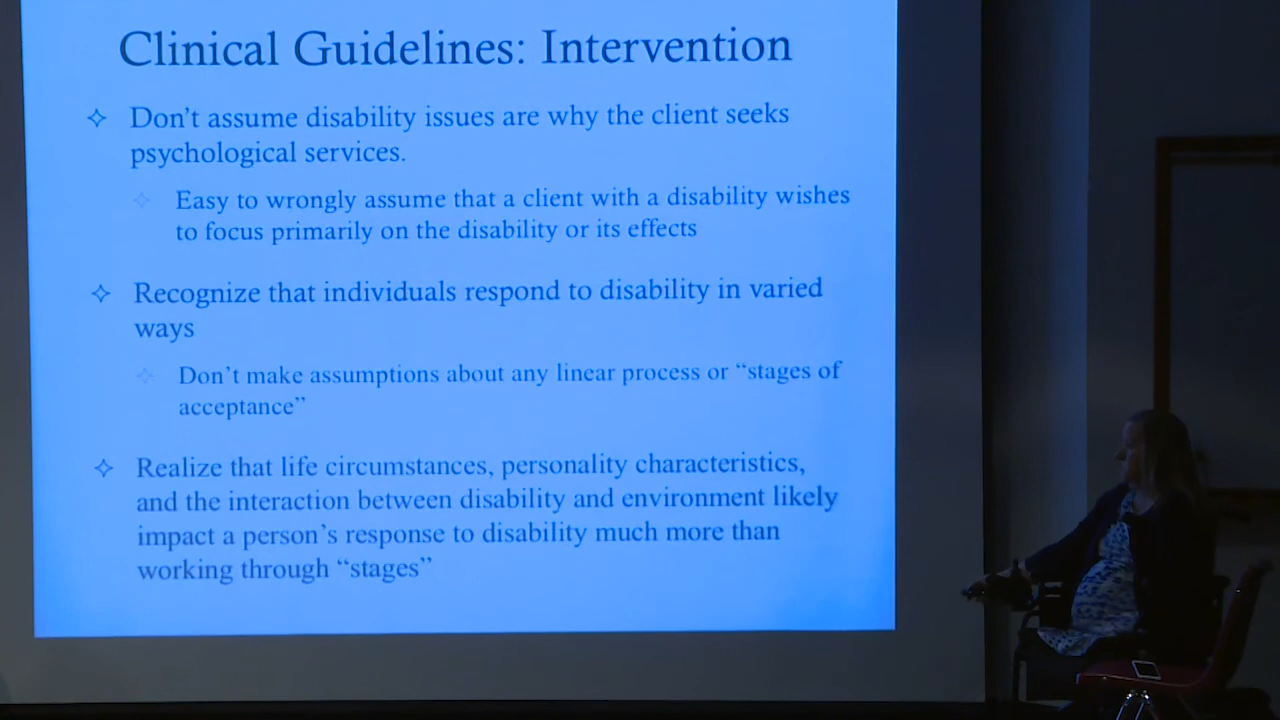 Clinical Guidelines: Intervention
Don't assume disability issues are why the client seeks
psychological services.
Easy to wrongly assume that a client with a disability wishes
to focus primarily on the disability or its effects
Recognize that individuals respond to disability in varied
ways
Don't make assumptions about any linear process or “stages of
acceptance”
Realize that life circumstances, personality characteristics,
and the interaction between disability and environment likely
impact a person's response to disability much more than
working through “stages”